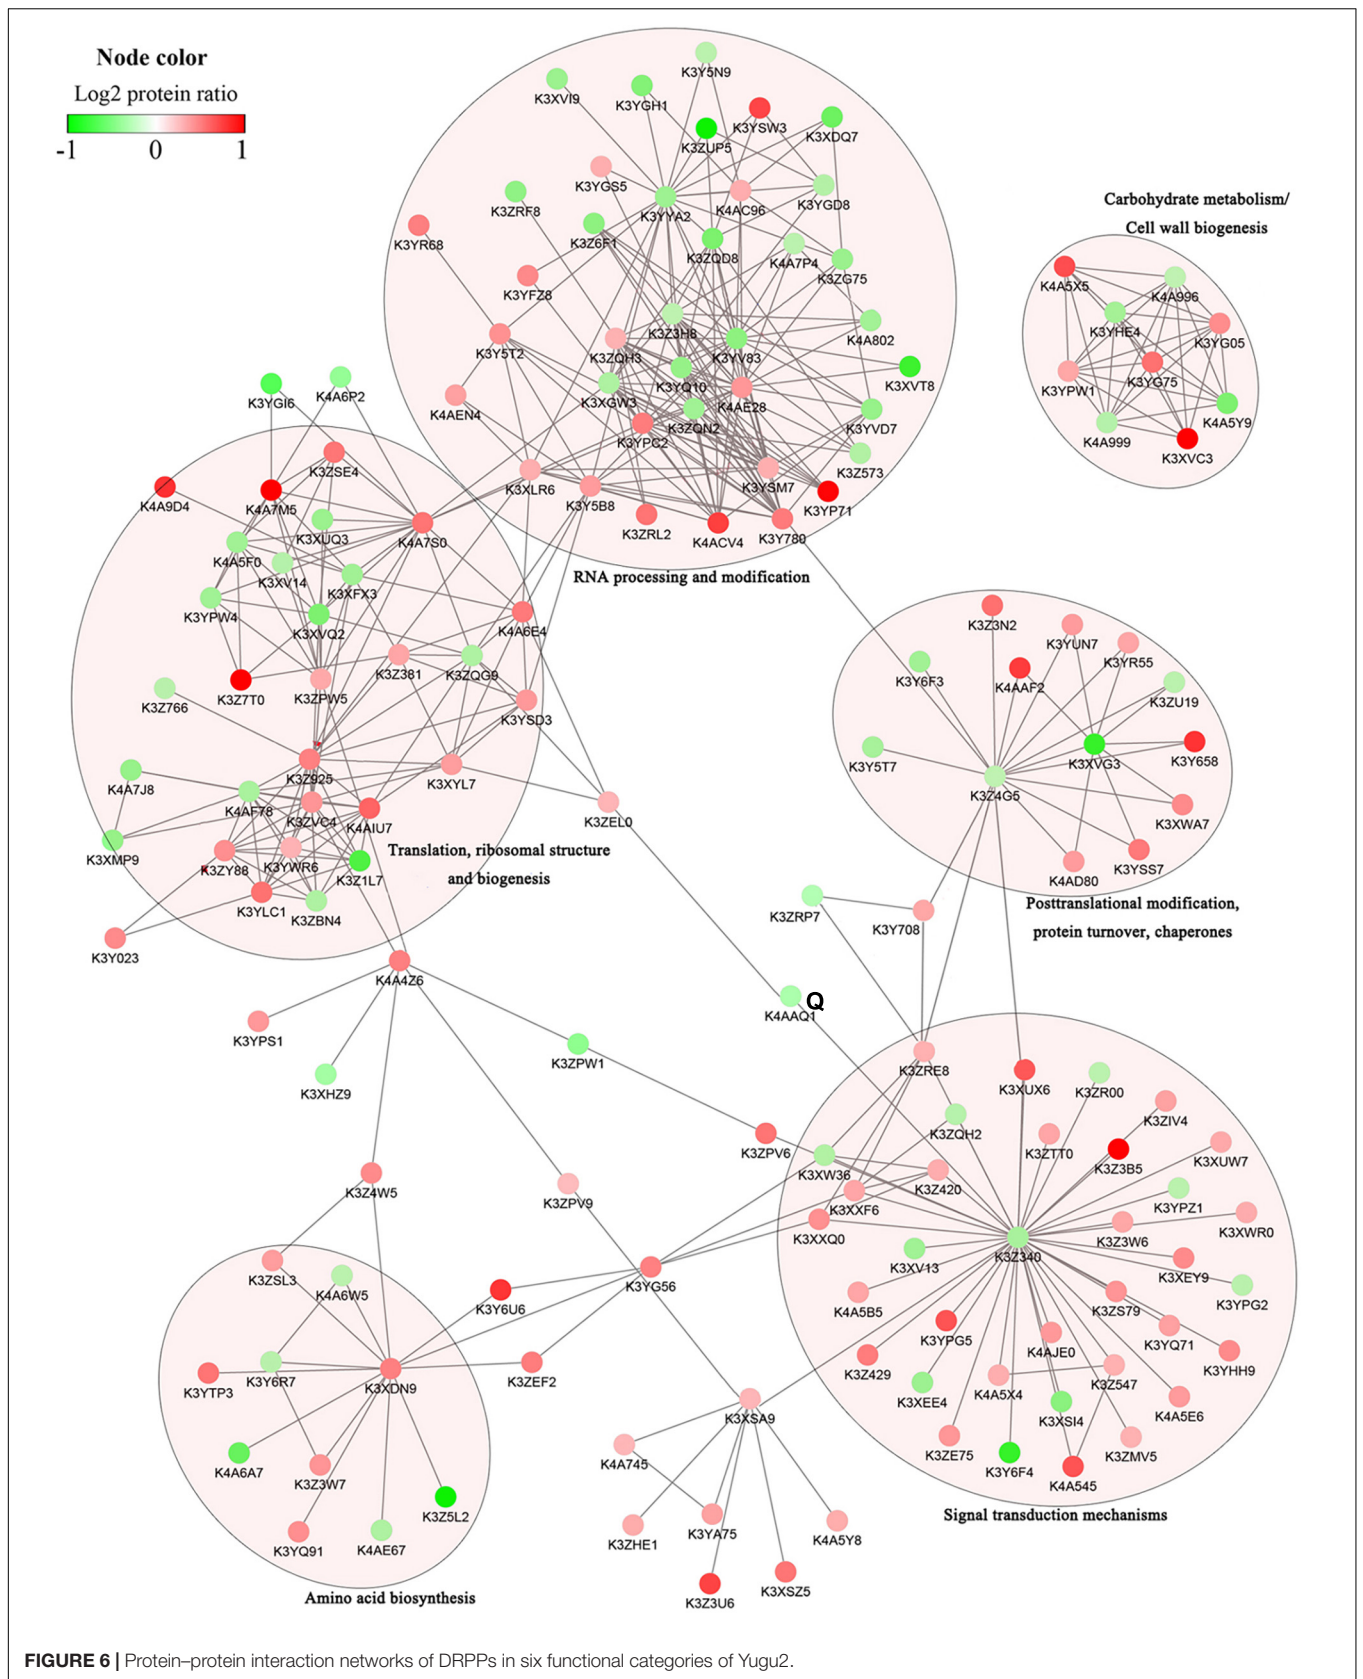 Node color
Log2 protein ratio
-1 0 1
K3Y5N9
K3XVI9
K3YGH1
K3YSW3
K3ZUP5
K3XDQ7
K3YGS5
K3ZRF8
K3YYA2
K4AC96
K3YGD8
K3YR68
K3Z6F1
K3ZQD8
K4A7P4
K3ZG75
K3YFZ8
K3Z3H8
K4A802
K3Y5T2
K3ZQH3
K3YV83
K3YQ10
K3XVT8
K3XGW3
K4AE28
K4AEN4
K3ZQN2
K3YVD7
K3YPC2
K3Z573
K3XLR6
K3YSM7
K3Y5B8
K3YP71
K3ZRL2
K4ACV4
K3Y780
RNA processing and modification
Carbohydrate metabolism/
Cell wall biogenesis
K4A5X5
K4A996
K3YHE4
K3YG05
K3YPW1
K3YG75
K4A999
K4A5Y9
K3XVC3
K3YGI6
K4A6P2
K3ZSE4
K4A9D4
K4A7M5
K3XUQ3
K4A7S0
K4A5F0
K3XV14
K3XFX3
K3YPW4
K3XVQ2
K4A6E4
K3Z381
K3ZQG9
K3Z7T0
K3ZPW5
K3Z766
K3YSD3
K3Z925
K3XYL7
K4A7J8
K4AF78
K3ZVC4
K4AIU7
K3ZEL0
K3XMP9
K3ZY88
K3YWR6
K3Z1L7
Translation, ribosomal structure
and biogenesis
K3YLC1
K3ZBN4
K3Y023
K3Z3N2
K3YUN7
K3YR55
K3Y6F3
K4AAF2
K3ZU19
K3Y5T7
K3XVG3
K3Y658
K3Z4G5
K3XWA7
K4AD80
K3YSS7
Posttranslational modification,
protein turnover, chaperones
K3ZRP7
K3Y708
K4A4Z6
K4AAQ1
Q
K3YPS1
K3XHZ9
K3ZPW1
K3ZPV6
K3Z4W5
K3ZPV9
K3ZRE8
K3XUX6
K3ZR00
K3ZIV4
K3ZQH2
K3ZTT0
K3Z3B5
K3XUW7
K3XW36
K3Z420
K3YPZ1
K3XXF6
K3XWR0
K3XXQ0
K3Z3W6
K3Z340
K3XV13
K3XEY9
K4A5B5
K3YPG2
K3ZS79
K3YPG5
K4AJE0
K3YQ71
K3Z429
K3YHH9
K4A5X4
K3Z547
K3XEE4
K3XSI4
K4A5E6
K3ZE75
K3ZMV5
K3Y6F4
K4A545
Signal transduction mechanisms
K3YG56
K3Y6U6
K3ZEF2
K3ZSL3
K4A6W5
K3YTP3
K3Y6R7
K3XDN9
K4A6A7
K3Z3W7
K3Z5L2
K3YQ91
K4AE67
Amino acid biosynthesis
K3XSA9
K4A745
K3ZHE1
K3YA75
K4A5Y8
K3Z3U6
K3XSZ5
FIGURE 6 | Protein–protein interaction networks of DRPPs in six functional categories of Yugu2.